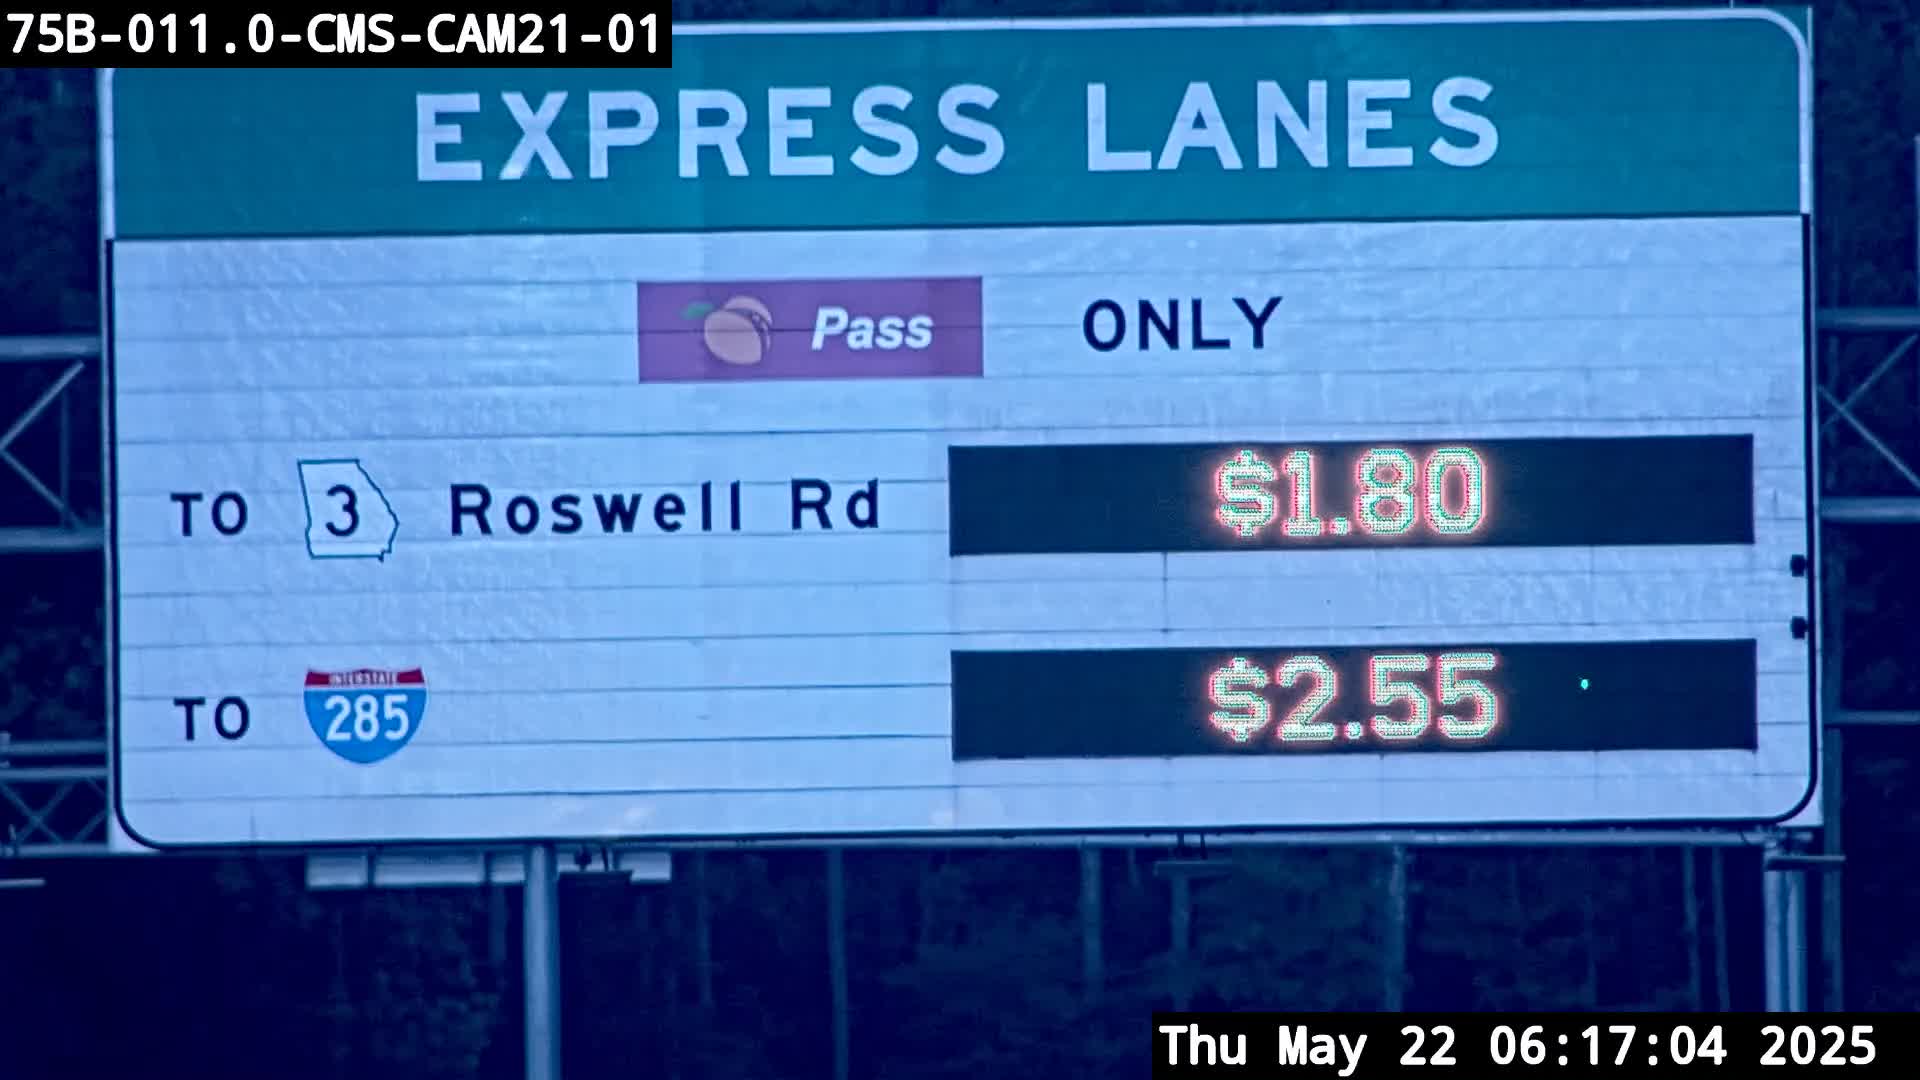 75B-011.0-CMS-CAM21-01
EXPRESS LANES
Pass ONLY
TO 3 Roswell Rd $1.80
TO INTERSTATE 285 $2.55
Thu May 22 06:17:04 2025